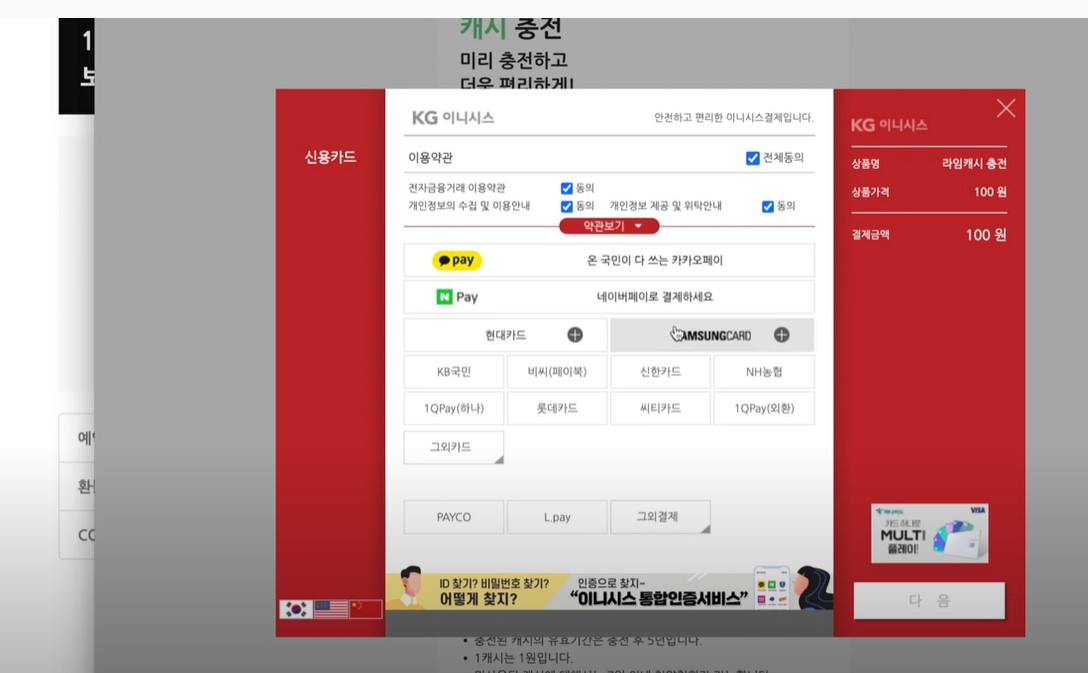 캐시 충전
미리 충전하고
더욱 편리하게!
1
보
KG 이니시스
안전하고 편리한 이니시스결제입니다.
신용카드
이용약관
전체동의
전자금융거래 이용약관 동의
개인정보의 수집 및 이용안내 동의 개인정보 제공 및 위탁안내 동의
약관보기
pay 온 국민이 다 쓰는 카카오페이
N Pay 네이버페이로 결제하세요
현대카드 SAMSUNG CARD
KB국민 비씨(페이북) 신한카드 NH농협
1QPay(하나) 롯데카드 씨티카드 1QPay(외환)
그외카드
PAYCO L.pay 그외결제
ID 찾기? 비밀번호 찾기?
어떻게 찾지?
인증으로 찾지~
“이니시스 통합인증서비스”
KG 이니시스
상품명 라임캐시 충전
상품가격 100 원
결제금액 100 원
하나카드 VISA
카드 하나로
MULTI
플레이!
다 음
예
환
CO
• 충전된 캐시의 유효기간은 충전 후 5년입니다.
• 1캐시는 1원입니다.